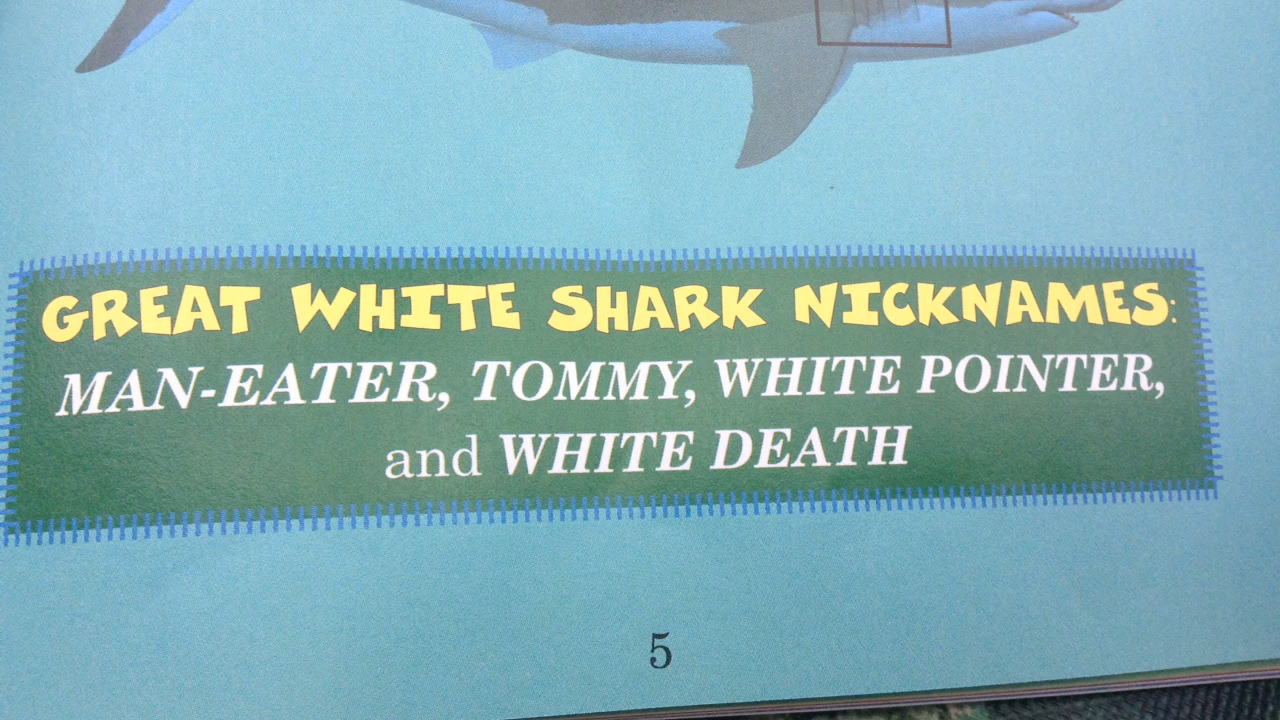 GREAT WHITE SHARK NICKNAMES:
MAN-EATER, TOMMY, WHITE POINTER,
and WHITE DEATH
5